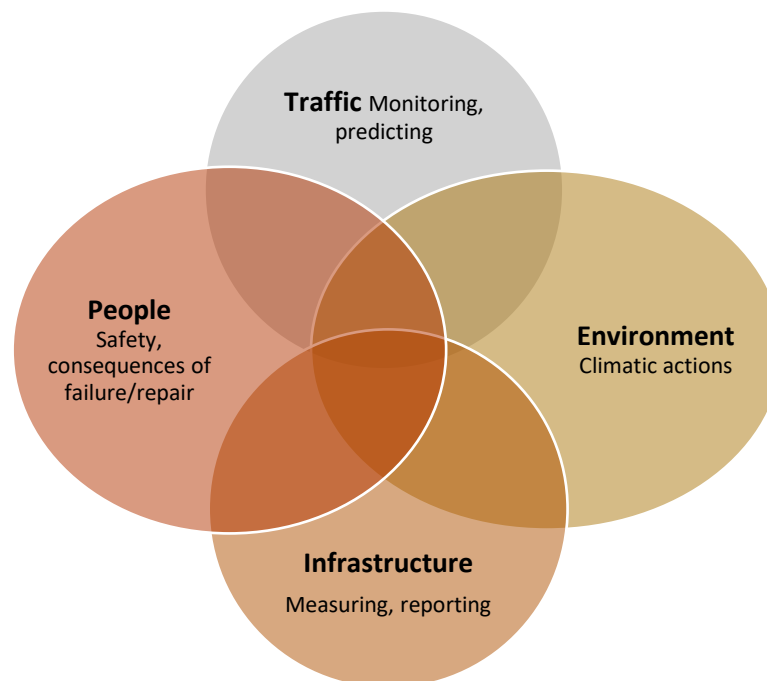 Traffic Monitoring,
predicting
People
Safety,
consequences of
failure/repair
Environment
Climatic actions
Infrastructure
Measuring, reporting